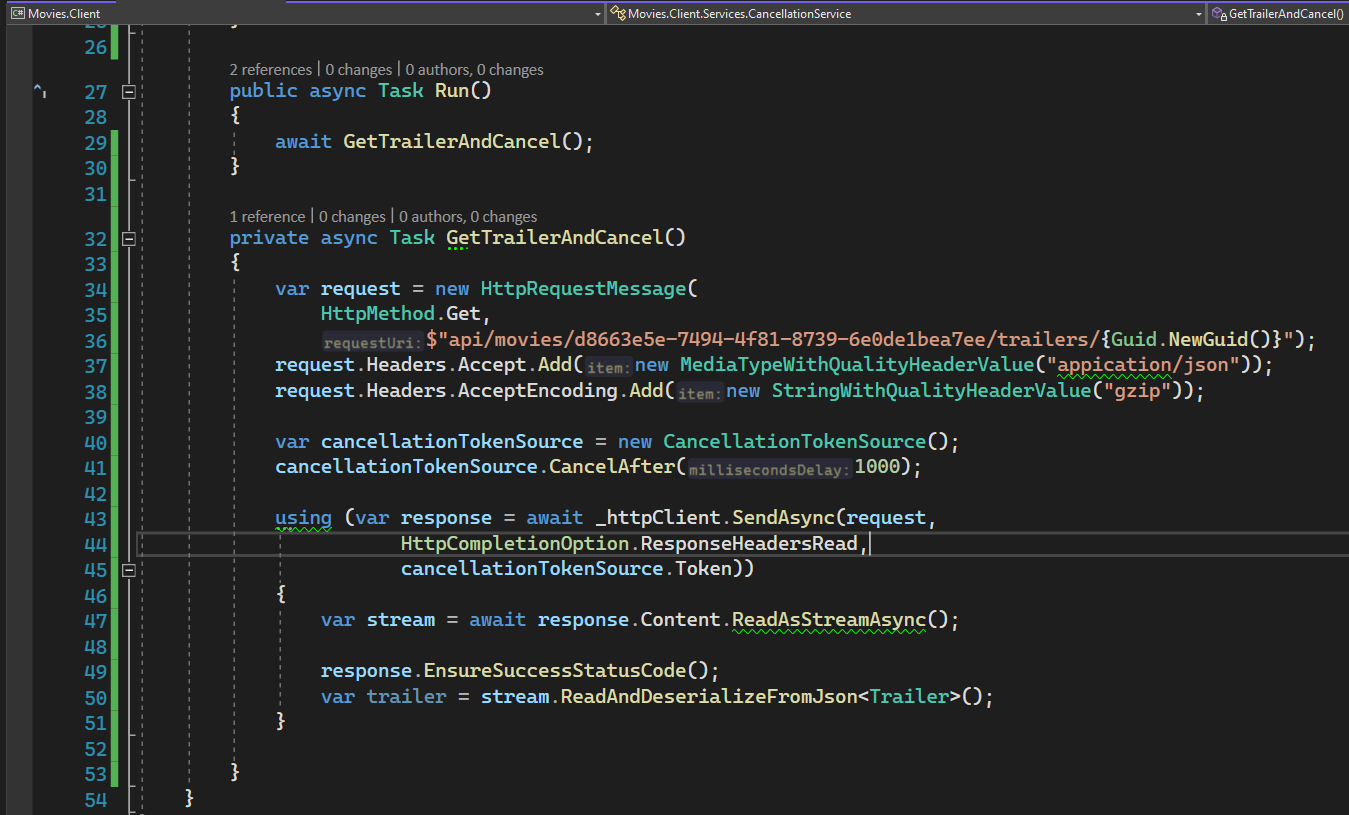 C# Movies.Client Movies.Client.Services.CancellationService GetTrailerAndCancel()
26
2 references | 0 changes | 0 authors, 0 changes
27 public async Task Run()
28 {
29 await GetTrailerAndCancel();
30 }
31
1 reference | 0 changes | 0 authors, 0 changes
32 private async Task GetTrailerAndCancel()
33 {
34 var request = new HttpRequestMessage(
35 HttpMethod.Get,
36 requestUri: $"api/movies/d8663e5e-7494-4f81-8739-6e0de1bea7ee/trailers/{Guid.NewGuid()}");
37 request.Headers.Accept.Add(item: new MediaTypeWithQualityHeaderValue("appication/json"));
38 request.Headers.AcceptEncoding.Add(item: new StringWithQualityHeaderValue("gzip"));
39
40 var cancellationTokenSource = new CancellationTokenSource();
41 cancellationTokenSource.CancelAfter(millisecondsDelay: 1000);
42
43 using (var response = await _httpClient.SendAsync(request,
44 HttpCompletionOption.ResponseHeadersRead,
45 cancellationTokenSource.Token))
46 {
47 var stream = await response.Content.ReadAsStreamAsync();
48
49 response.EnsureSuccessStatusCode();
50 var trailer = stream.ReadAndDeserializeFromJson<Trailer>();
51 }
52
53 }
54 }